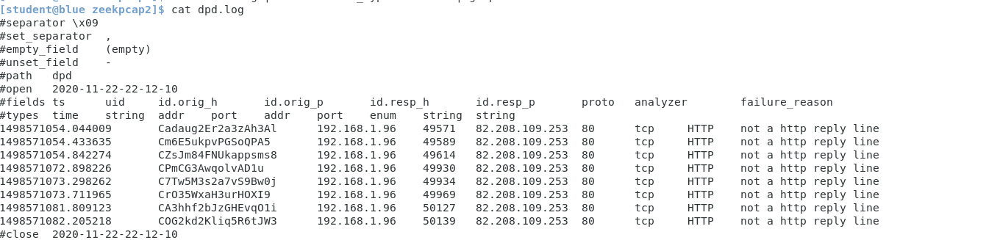 [student@blue zeekpcap2]$ cat dpd.log
#separator \x09
#set_separator	,
#empty_field	(empty)
#unset_field	-
#path	dpd
#open	2020-11-22-22-12-10
#fields	ts	uid	id.orig_h	id.orig_p	id.resp_h	id.resp_p	proto	analyzer	failure_reason
#types	time	string	addr	port	addr	port	enum	string	string
1498571054.044009	Cadaug2Er2a3zAh3Al	192.168.1.96	49571	82.208.109.253	80	tcp	HTTP	not a http reply line
1498571054.433635	Cm6E5ukpvPGSoQPA5	192.168.1.96	49589	82.208.109.253	80	tcp	HTTP	not a http reply line
1498571054.842274	CZsJm84FNUkappsms8	192.168.1.96	49614	82.208.109.253	80	tcp	HTTP	not a http reply line
1498571072.898226	CPmCG3AwqolvAD1u	192.168.1.96	49930	82.208.109.253	80	tcp	HTTP	not a http reply line
1498571073.298262	C7Tw5M3s2a7vS9Bw0j	192.168.1.96	49934	82.208.109.253	80	tcp	HTTP	not a http reply line
1498571073.711965	CrO35WxaH3urHOXI9	192.168.1.96	49969	82.208.109.253	80	tcp	HTTP	not a http reply line
1498571081.809123	CA3hhf2bJzGHEvqO1i	192.168.1.96	50127	82.208.109.253	80	tcp	HTTP	not a http reply line
1498571082.205218	COG2kd2Kliq5R6tJW3	192.168.1.96	50139	82.208.109.253	80	tcp	HTTP	not a http reply line
#close	2020-11-22-22-12-10